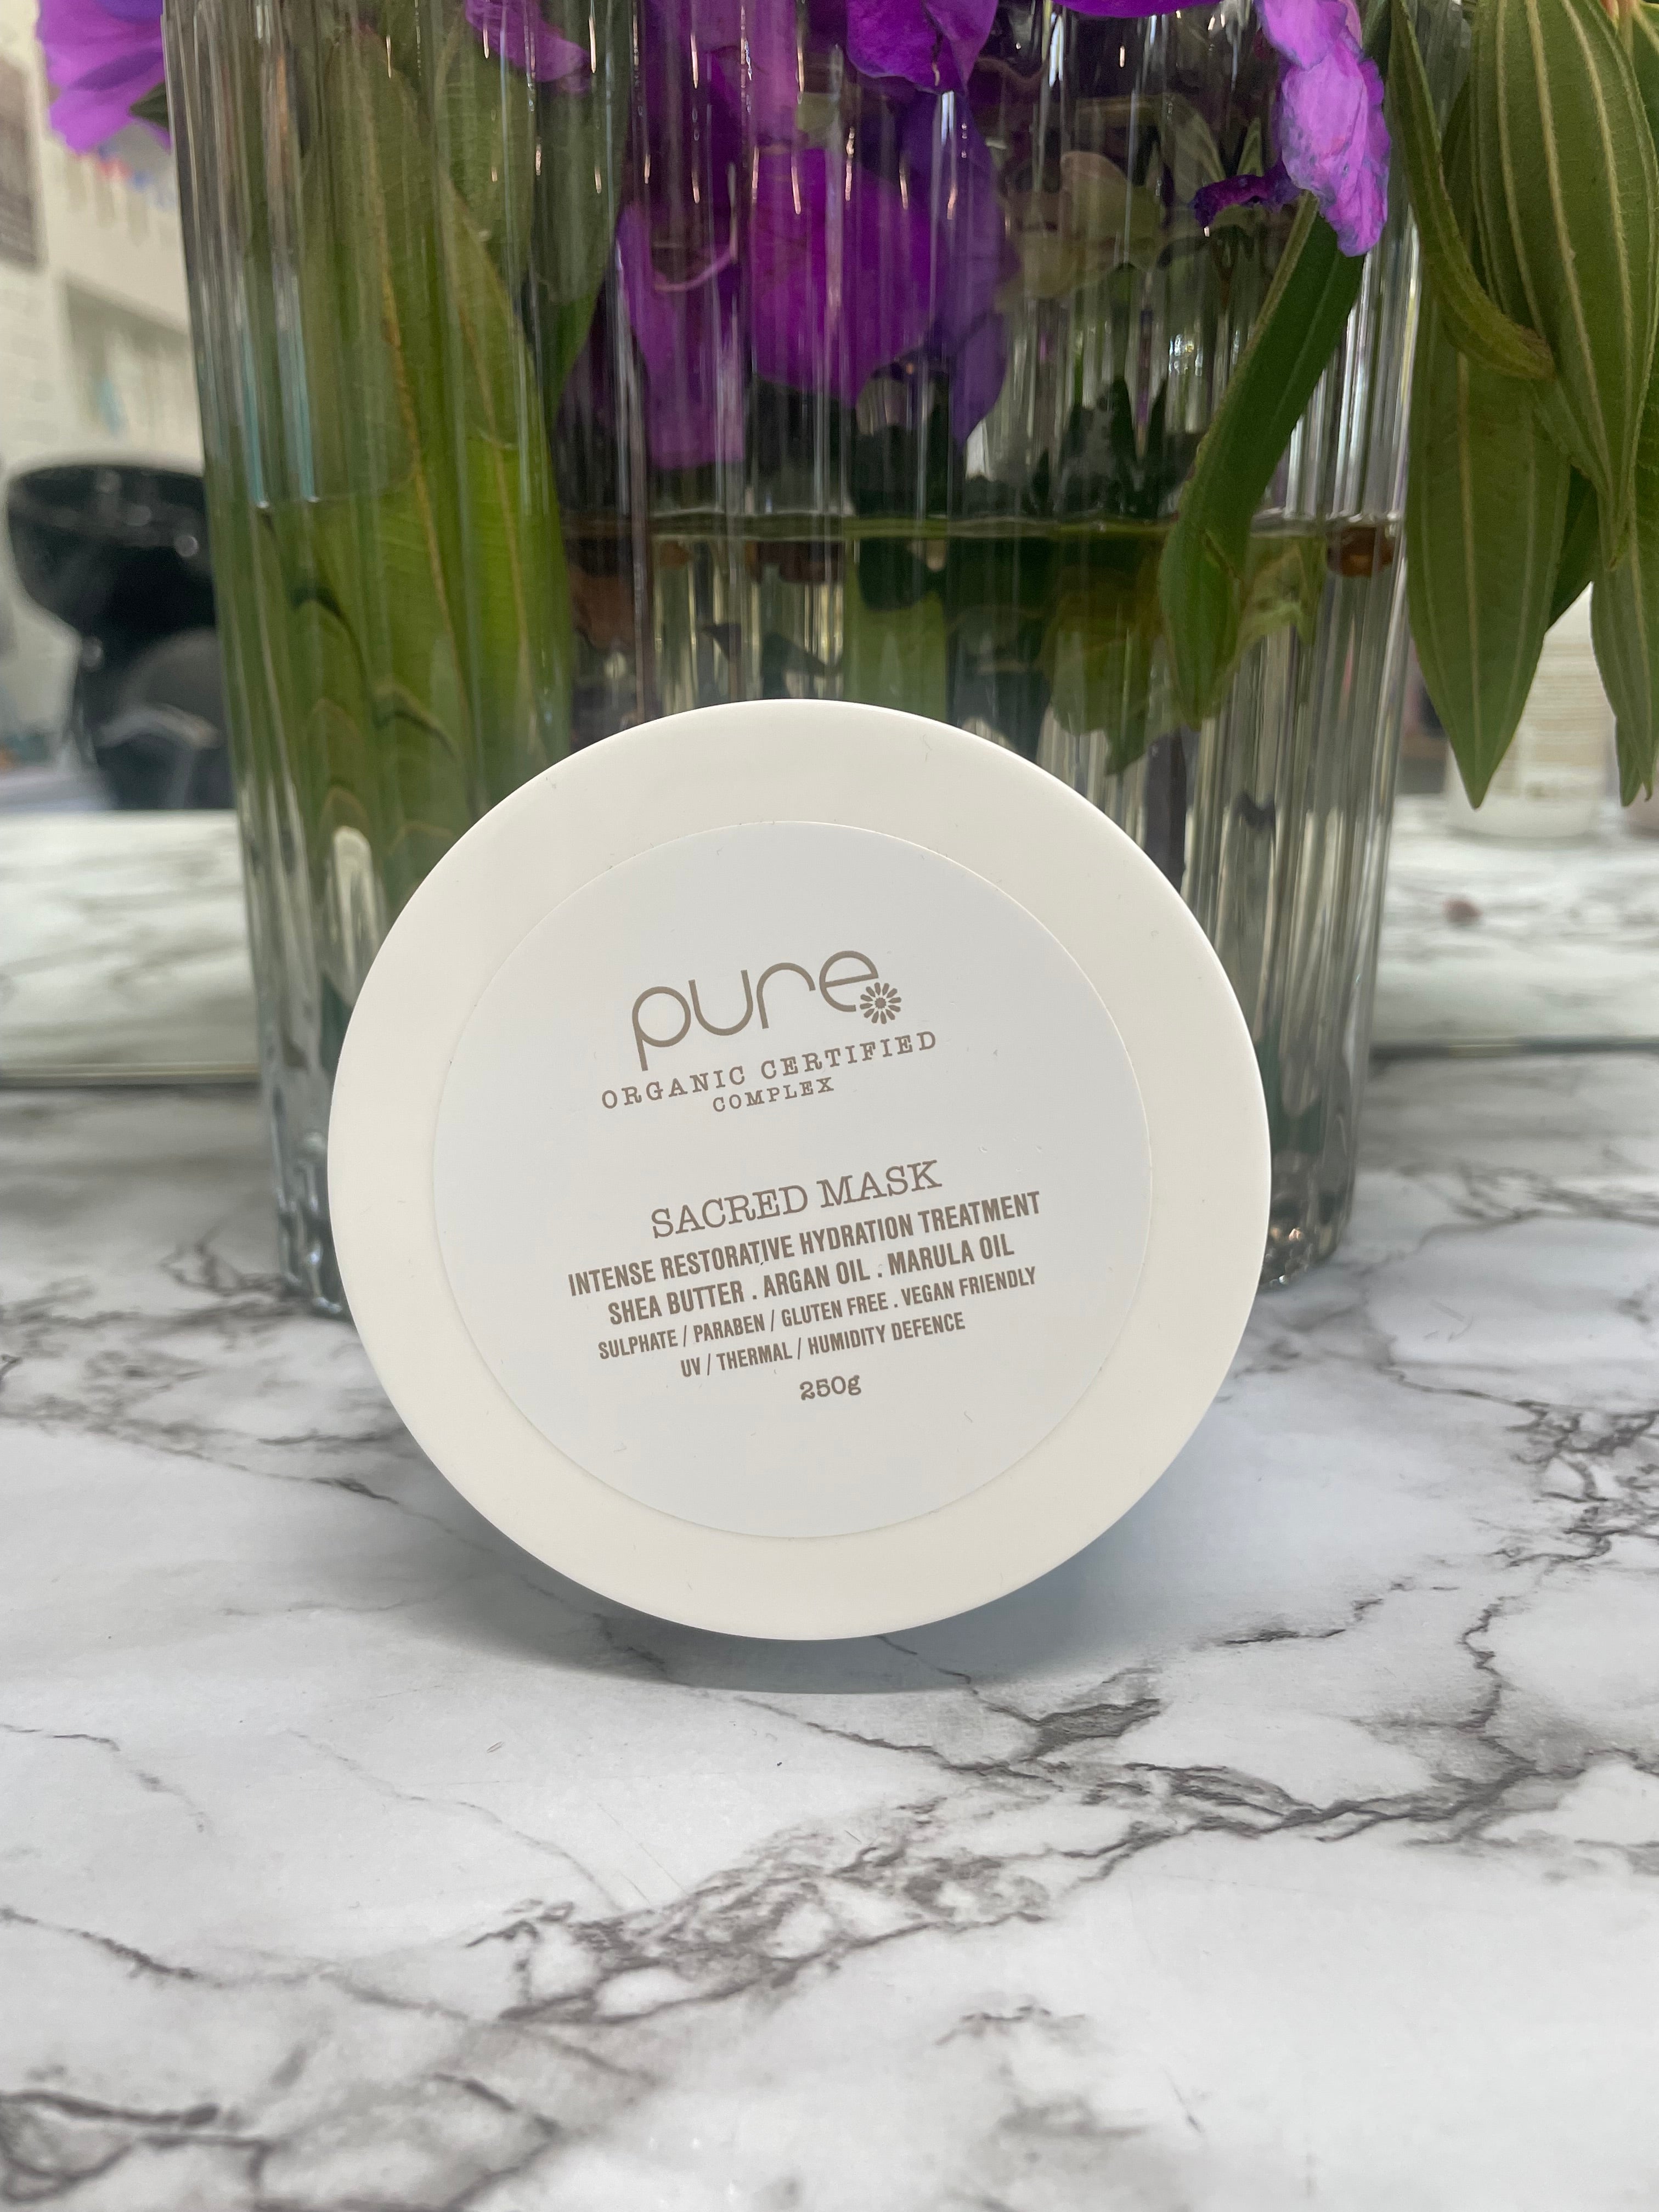 pure
ORGANIC CERTIFIED
COMPLEX
SACRED MASK
INTENSE RESTORATIVE HYDRATION TREATMENT
SHEA BUTTER . ARGAN OIL . MARULA OIL
SULPHATE / PARABEN / GLUTEN FREE . VEGAN FRIENDLY
UV / THERMAL / HUMIDITY DEFENCE
250g